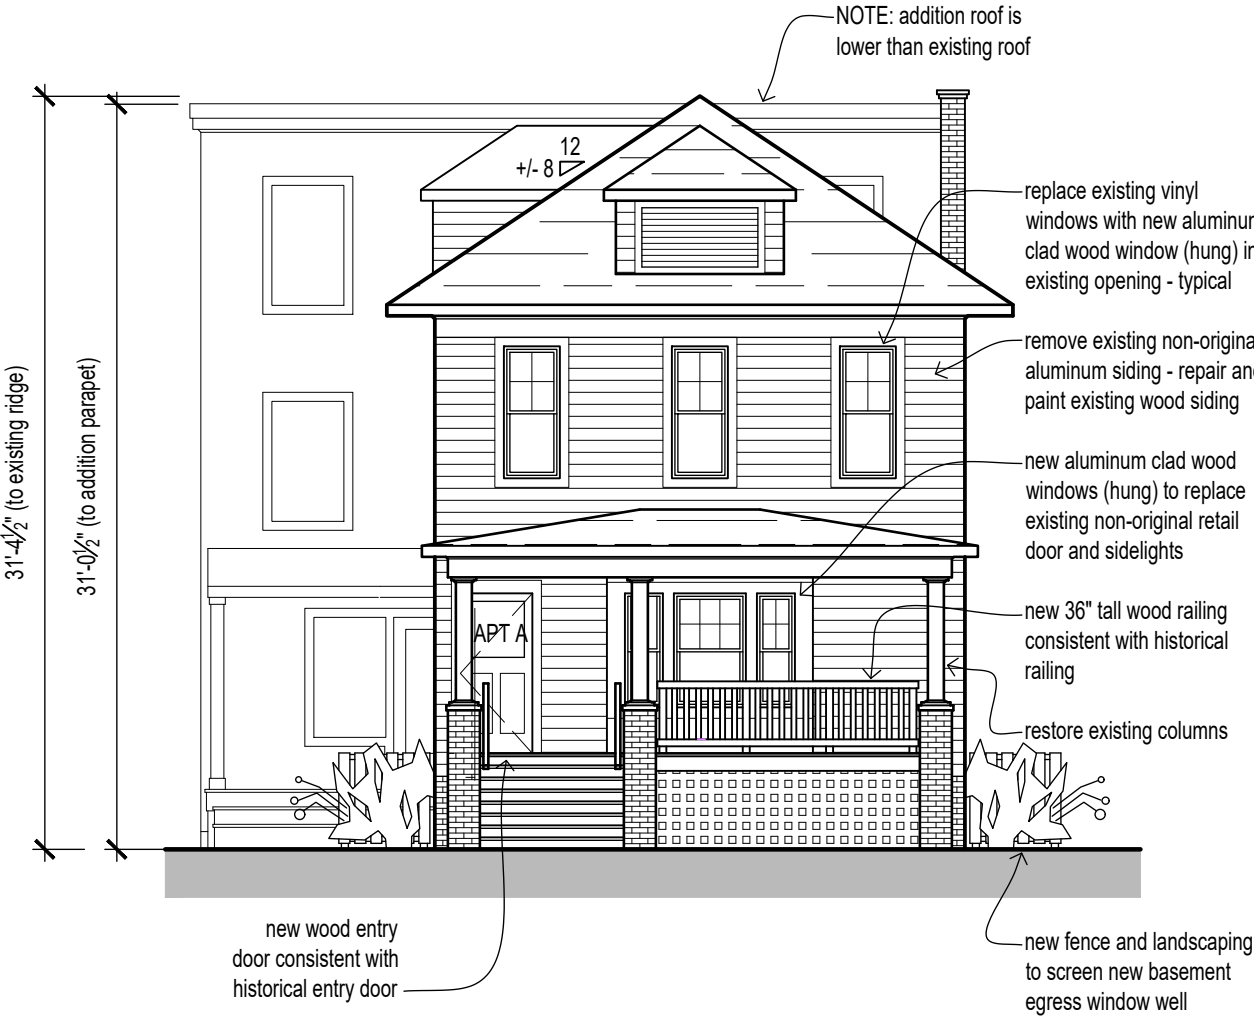 NOTE: addition roof is
lower than existing roof
12
+/- 8
replace existing vinyl
windows with new aluminum
clad wood window (hung) in
existing opening - typical
remove existing non-original
aluminum siding - repair and
paint existing wood siding
new aluminum clad wood
windows (hung) to replace
existing non-original retail
door and sidelights
31'-4½" (to existing ridge)
31'-0½" (to addition parapet)
APT A
new 36" tall wood railing
consistent with historical
railing
restore existing columns
new wood entry
door consistent with
historical entry door
new fence and landscaping
to screen new basement
egress window well